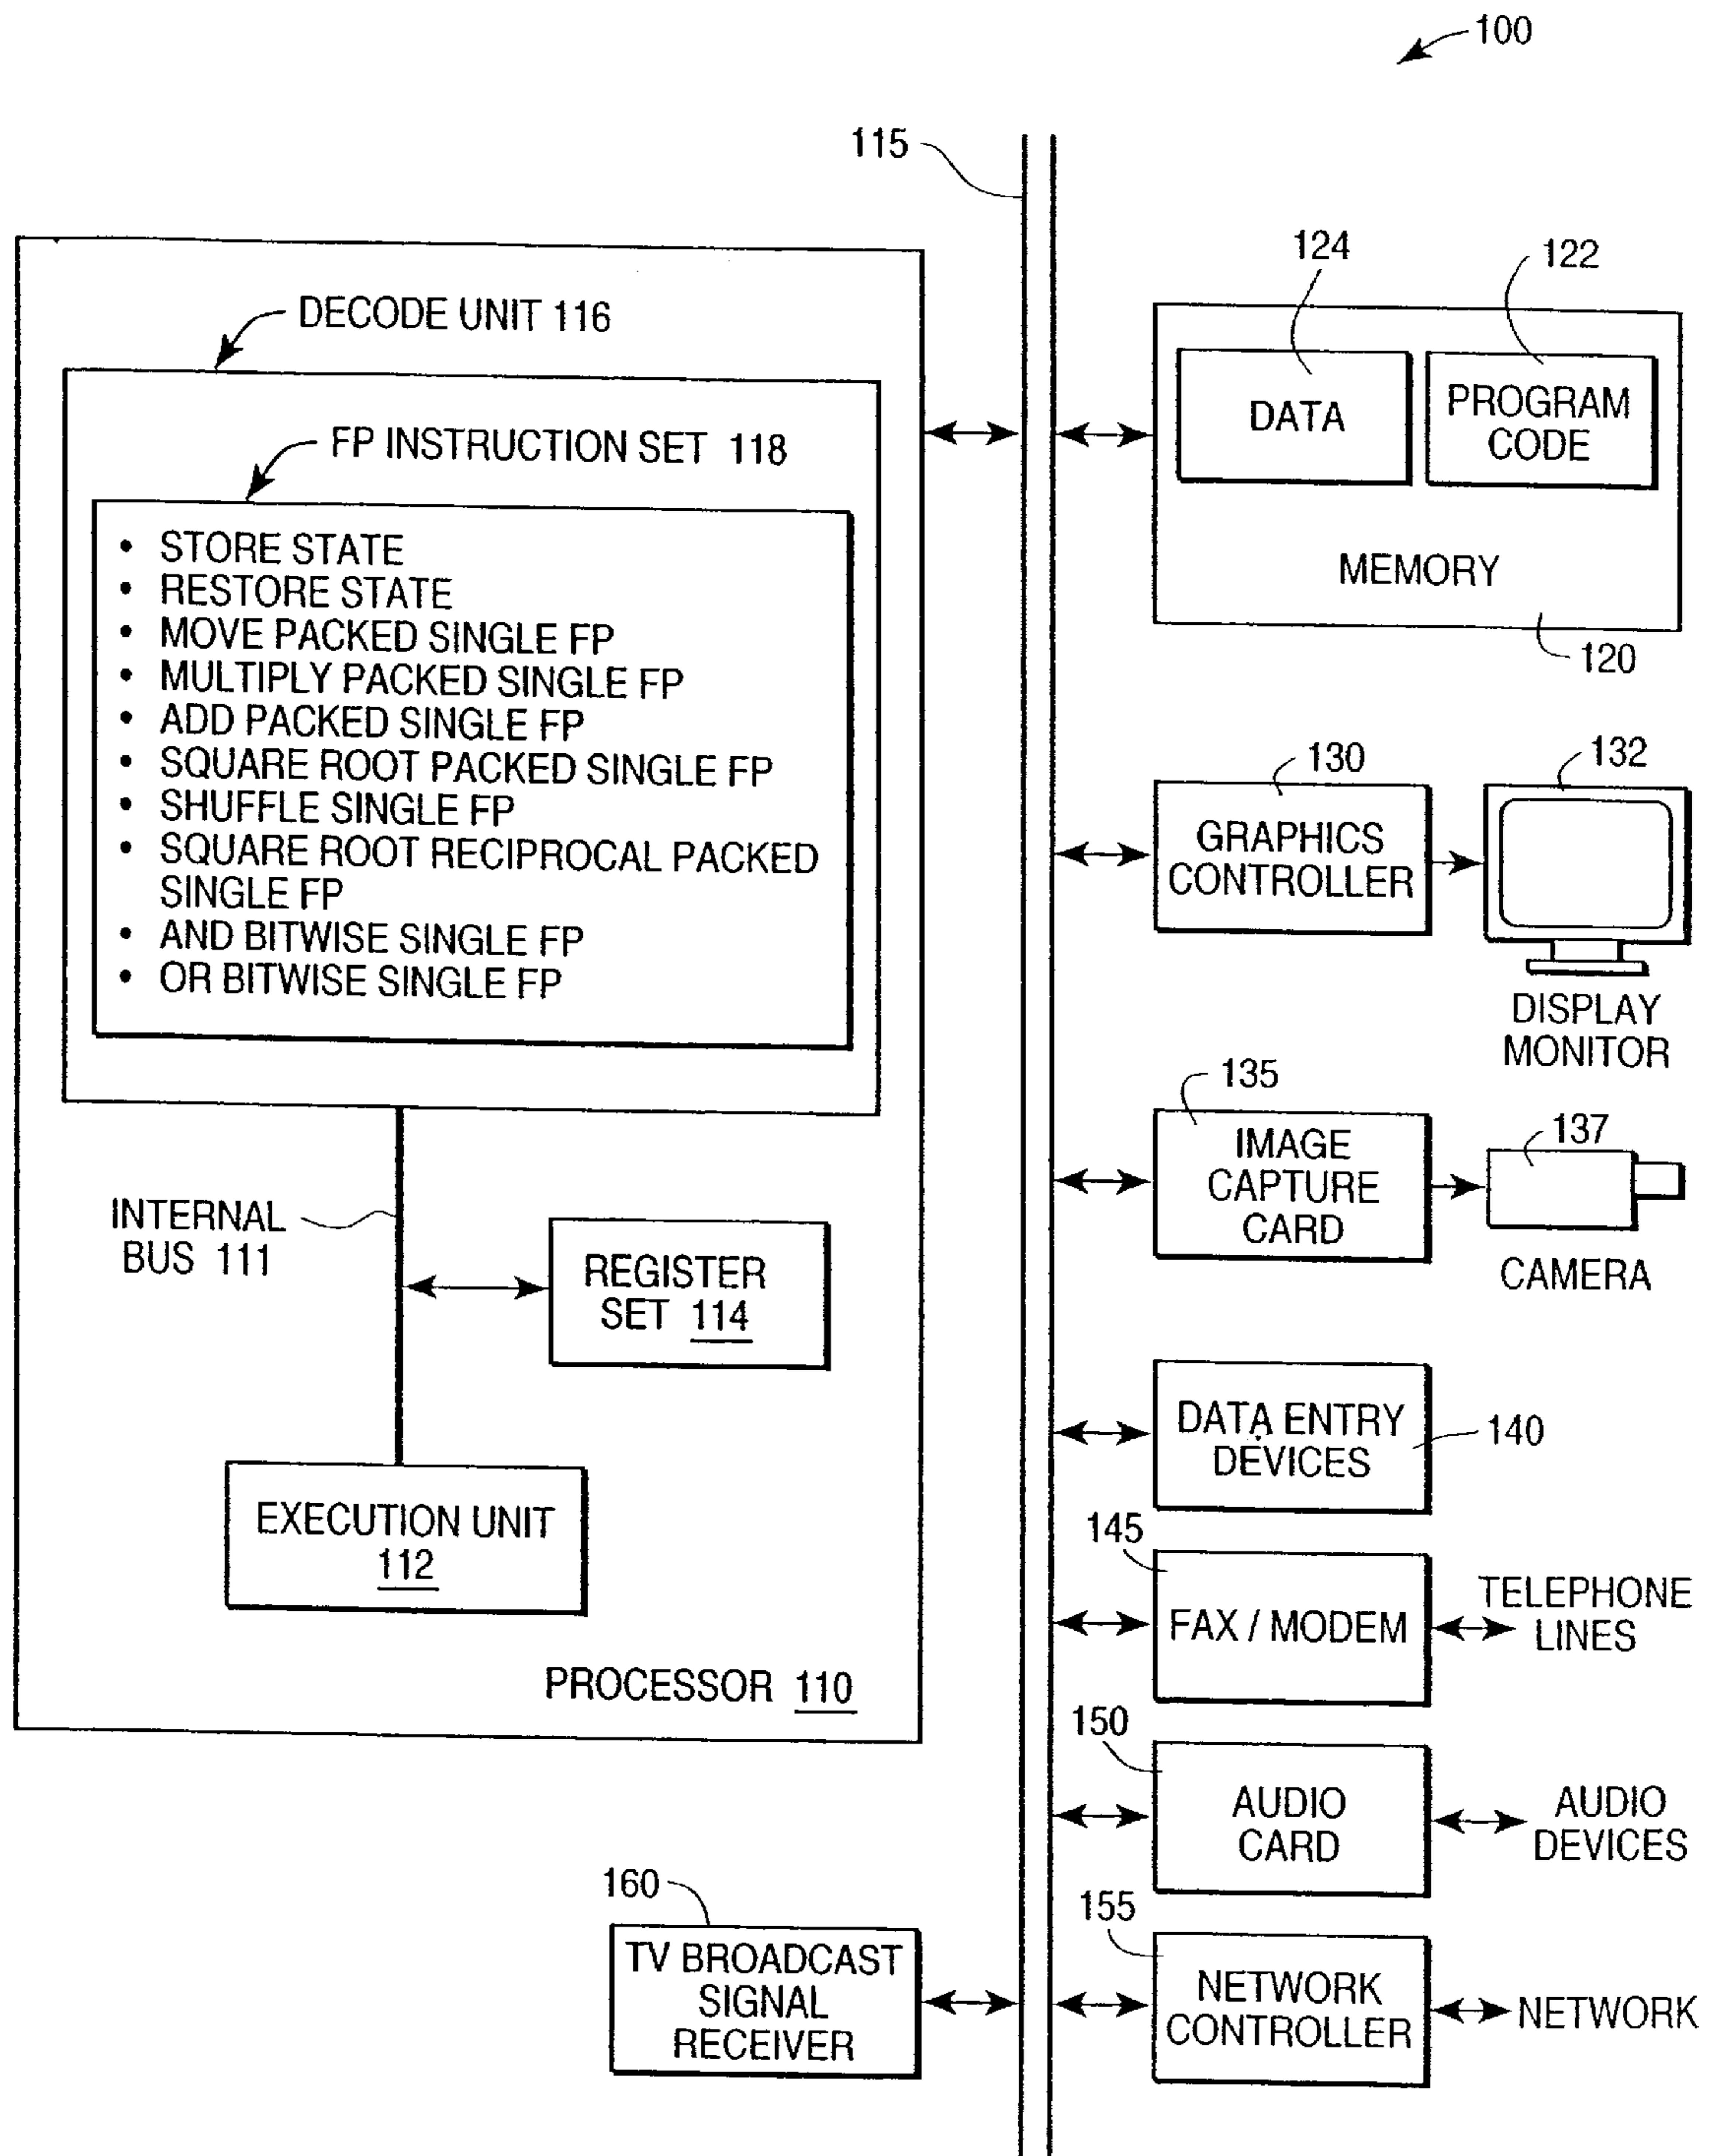 100
115
DECODE UNIT 116
FP INSTRUCTION SET 118
• STORE STATE
• RESTORE STATE
• MOVE PACKED SINGLE FP
• MULTIPLY PACKED SINGLE FP
• ADD PACKED SINGLE FP
• SQUARE ROOT PACKED SINGLE FP
• SHUFFLE SINGLE FP
• SQUARE ROOT RECIPROCAL PACKED
SINGLE FP
• AND BITWISE SINGLE FP
• OR BITWISE SINGLE FP
INTERNAL
BUS 111
REGISTER
SET 114
EXECUTION UNIT
112
PROCESSOR 110
160
TV BROADCAST
SIGNAL
RECEIVER
124
122
DATA
PROGRAM
CODE
MEMORY
120
130
132
GRAPHICS
CONTROLLER
DISPLAY
MONITOR
135
137
IMAGE
CAPTURE
CARD
CAMERA
DATA ENTRY
DEVICES
140
145
FAX / MODEM
TELEPHONE
LINES
150
AUDIO
CARD
AUDIO
DEVICES
155
NETWORK
CONTROLLER
NETWORK